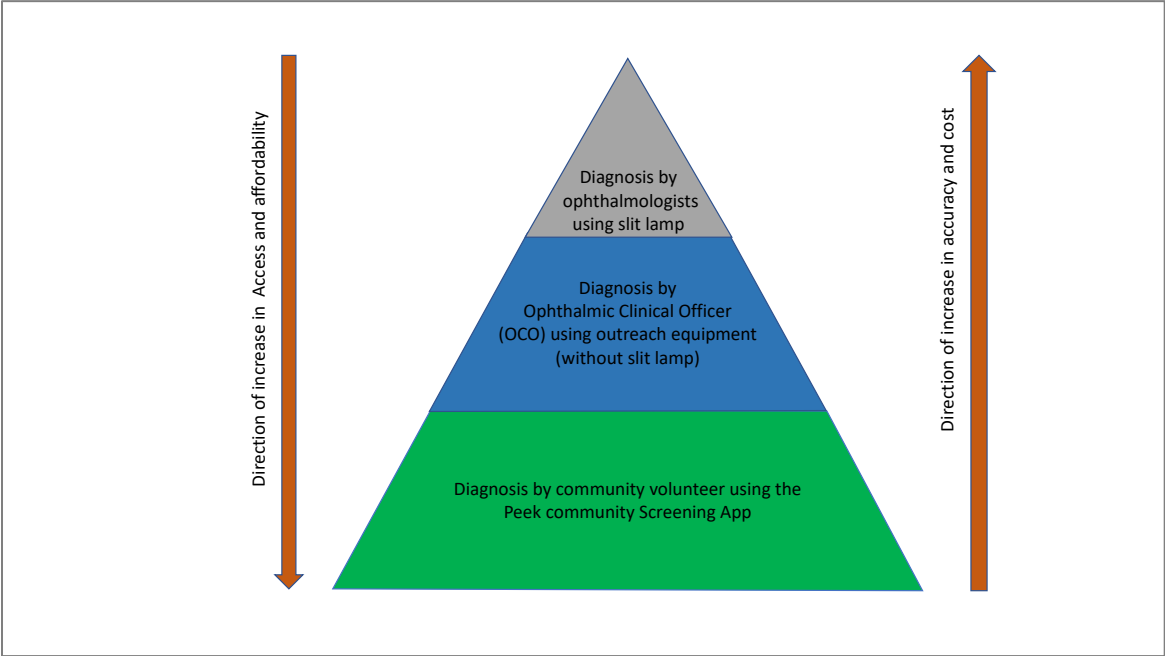 Direction of increase in Access and affordability
Diagnosis by
ophthalmologists
using slit lamp
Diagnosis by
Ophthalmic Clinical Officer
(OCO) using outreach equipment
(without slit lamp)
Diagnosis by community volunteer using the
Peek community Screening App
Direction of increase in accuracy and cost